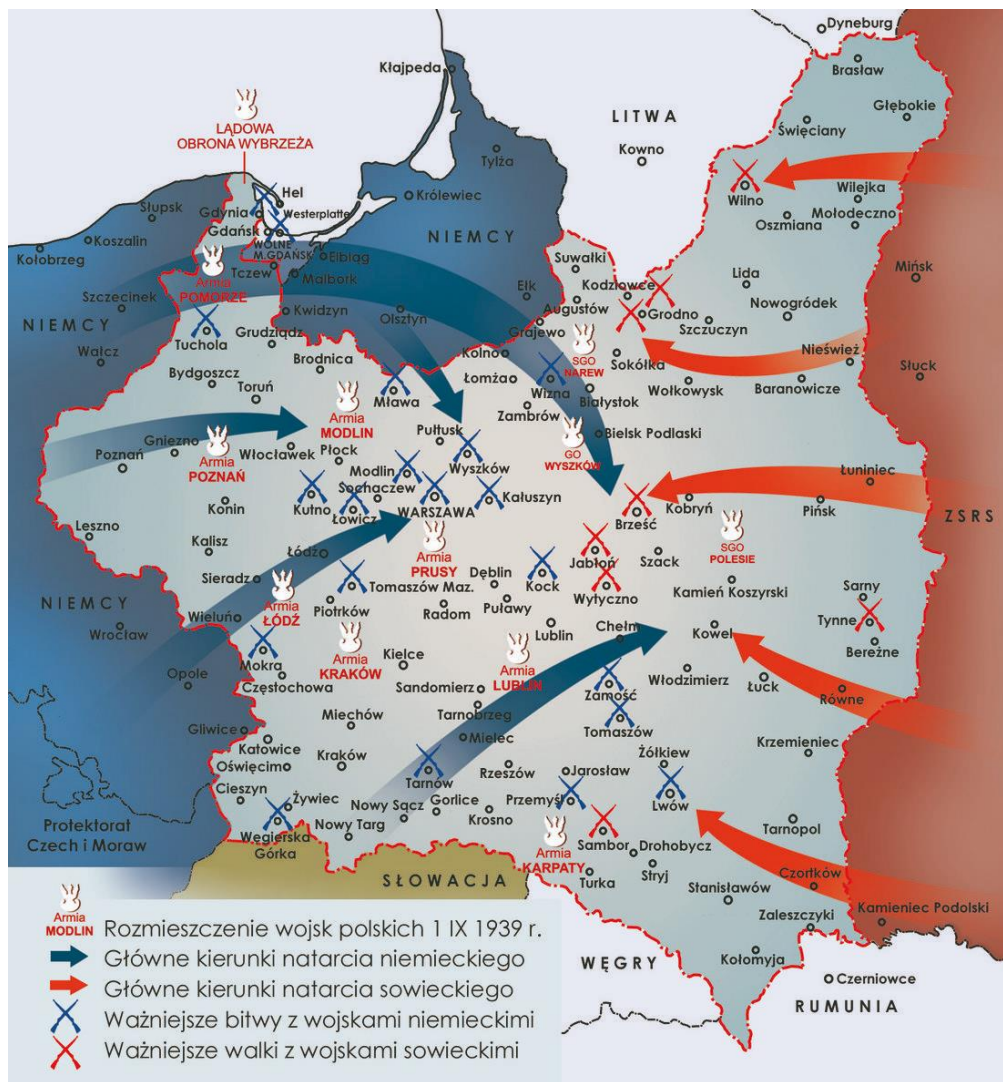 Dyneburg
Brasław
Kłajpeda
Głębokie
LITWA
Święciany
LĄDOWA
OBRONA WYBRZEŻA
Tylża
Kowno
Wilno
Wilejka
Hel
Królewiec
Słupsk
Gdynia
Westerplatte
Oszmiana
Mołodeczno
Gdańsk
WOLNE
M.GDAŃSK
NIEMCY
Koszalin
Kołobrzeg
Elbląg
Tczew
Malbork
Suwałki
Mińsk
Armia
POMORZE
Ełk
Kodziowce
Lida
Szczecinek
Augustów
Nowogródek
NIEMCY
Kwidzyn
Olsztyn
Grajewo
Grodno
Szczuczyn
Tuchola
Grudziądz
Wałcz
Kolno
SGO
NAREW
Sokółka
Nieśwież
Słuck
Brodnica
Bydgoszcz
Łomża
Wizna
Wołkowysk
Baranowicze
Toruń
Mława
Białystok
Armia
MODLIN
Zambrów
Gniezno
Pułtusk
Bielsk Podlaski
Poznań
Armia
POZNAŃ
Włocławek
Płock
Wyszków
GO
WYSZKÓW
Modlin
Łuniniec
Sochaczew
Kałuszyn
Konin
Kutno
Łowicz
WARSZAWA
Brześć
Kobryń
Pińsk
ZSRS
Leszno
Armia
PRUSY
SGO
POLESIE
Kalisz
Łódź
Jabłoń
Szack
Sieradz
Dęblin
Kock
Tomaszów Maz.
Kamień Koszyrski
Sarny
NIEMCY
Armia
ŁÓDŹ
Piotrków
Radom
Puławy
Wytyczno
Wieluń
Tynne
Wrocław
Lublin
Chełm
Kowel
Bereźne
Armia
KRAKÓW
Kielce
Armia
LUBLIN
Mokra
Opole
Częstochowa
Sandomierz
Zamość
Włodzimierz
Łuck
Równe
Tarnobrzeg
Miechów
Tomaszów
Gliwice
Mielec
Katowice
Krzemieniec
Kraków
Żółkiew
Oświęcim
Tarnów
Rzeszów
Jarosław
Cieszyn
Żywiec
Nowy Sącz
Gorlice
Przemyśl
Lwów
Krosno
Tarnopol
Protektorat
Czech i Moraw
Węgierska
Górka
Nowy Targ
Sambor
Drohobycz
Armia
KARPATY
Stryj
Turka
SŁOWACJA
Czortków
Stanisławów
Kamieniec Podolski
Zaleszczyki
WĘGRY
Kołomyja
Czerniowce
RUMUNIA
Armia
MODLIN
Rozmieszczenie wojsk polskich 1 IX 1939 r.
Główne kierunki natarcia niemieckiego
Główne kierunki natarcia sowieckiego
Ważniejsze bitwy z wojskami niemieckimi
Ważniejsze walki z wojskami sowieckimi